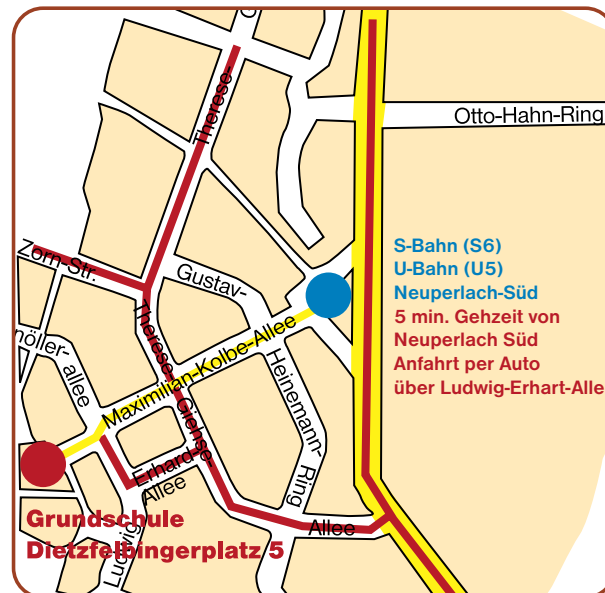 Therese-
Otto-Hahn-Ring
Zorn-Str.
Gustav-
S-Bahn (S6)
U-Bahn (U5)
Neuperlach-Süd
5 min. Gehzeit von
Neuperlach Süd
Anfahrt per Auto
über Ludwig-Erhart-Alle
Therese-
Maximilian-Kolbe-Allee
nöller-
allee
Heinemann-
Ring
Giehse-
Erhard-
Allee
Allee
Ludwig-
Grundschule
Dietzfelbingerplatz 5